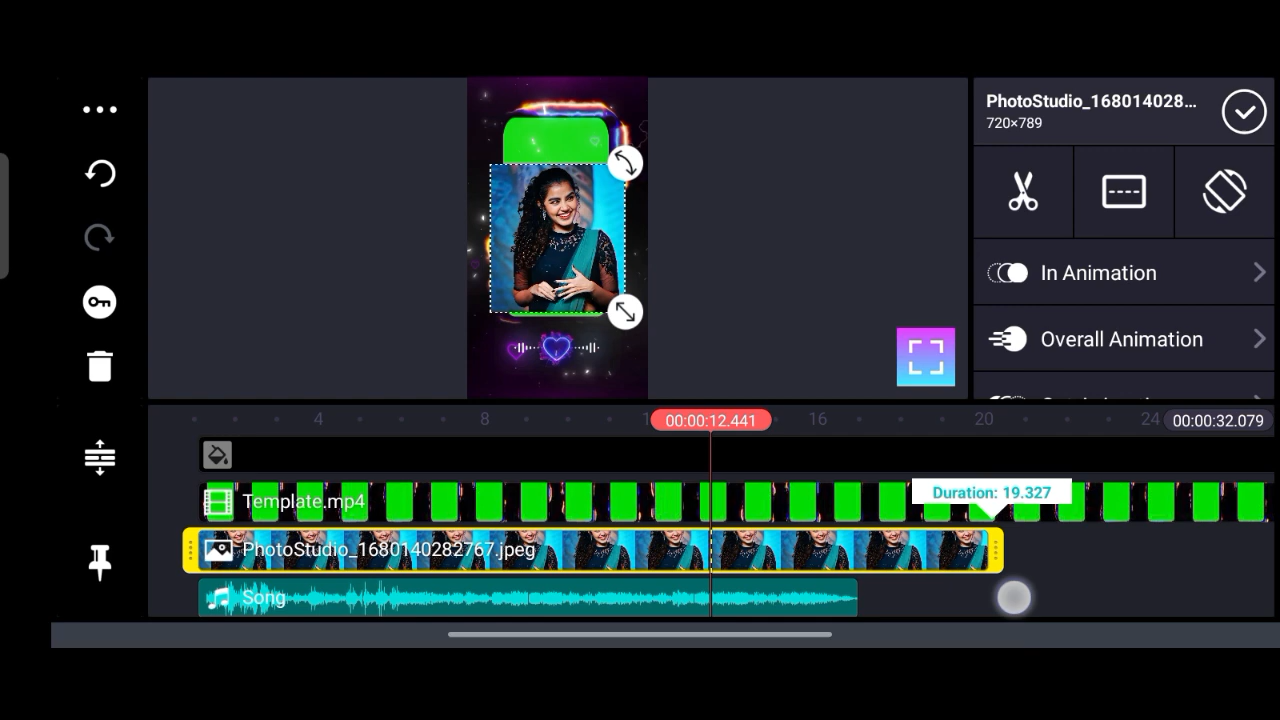 PhotoStudio_168014028...
720×789
In Animation
Overall Animation
4
8
00:00:12.441
16
20
24
00:00:32.079
Template.mp4
Duration: 19.327
PhotoStudio_1680140282767.jpeg
Song